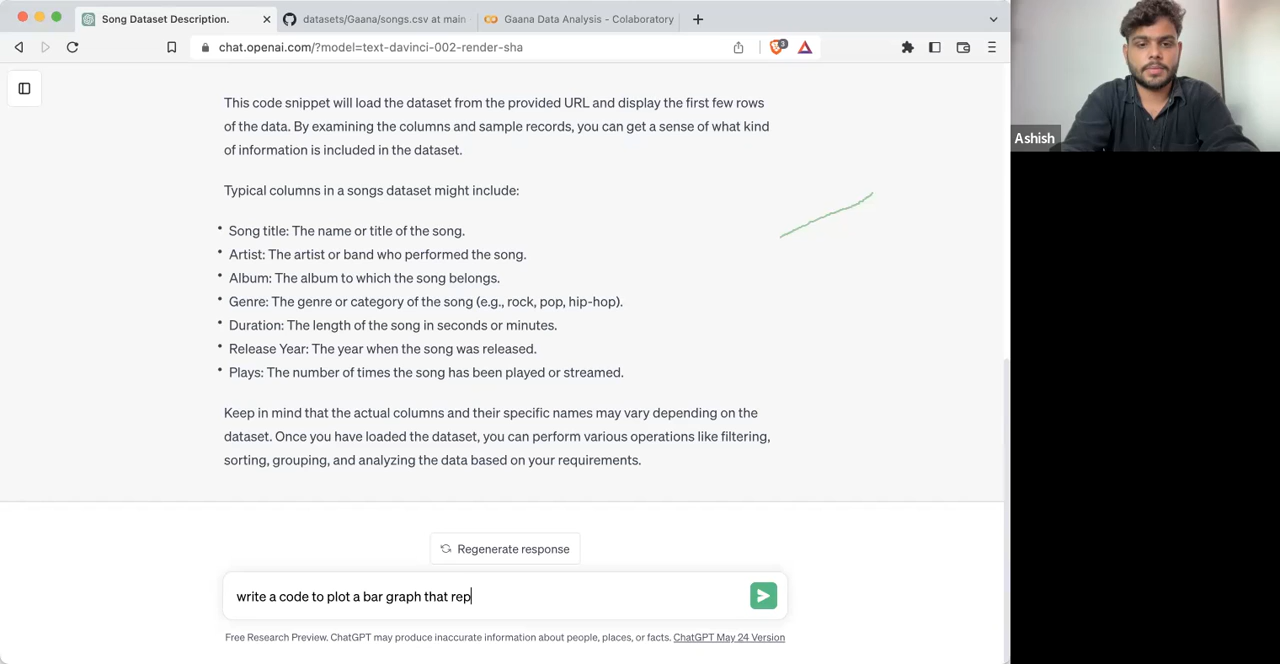 Song Dataset Description.
datasets/Gaana/songs.csv at main
Gaana Data Analysis - Colaboratory
chat.openai.com/?model=text-davinci-002-render-sha
3
Ashish
This code snippet will load the dataset from the provided URL and display the first few rows
of the data. By examining the columns and sample records, you can get a sense of what kind
of information is included in the dataset.
Typical columns in a songs dataset might include:
• Song title: The name or title of the song.
• Artist: The artist or band who performed the song.
• Album: The album to which the song belongs.
• Genre: The genre or category of the song (e.g., rock, pop, hip-hop).
• Duration: The length of the song in seconds or minutes.
• Release Year: The year when the song was released.
• Plays: The number of times the song has been played or streamed.
Keep in mind that the actual columns and their specific names may vary depending on the
dataset. Once you have loaded the dataset, you can perform various operations like filtering,
sorting, grouping, and analyzing the data based on your requirements.
Regenerate response
write a code to plot a bar graph that rep
Free Research Preview. ChatGPT may produce inaccurate information about people, places, or facts. ChatGPT May 24 Version